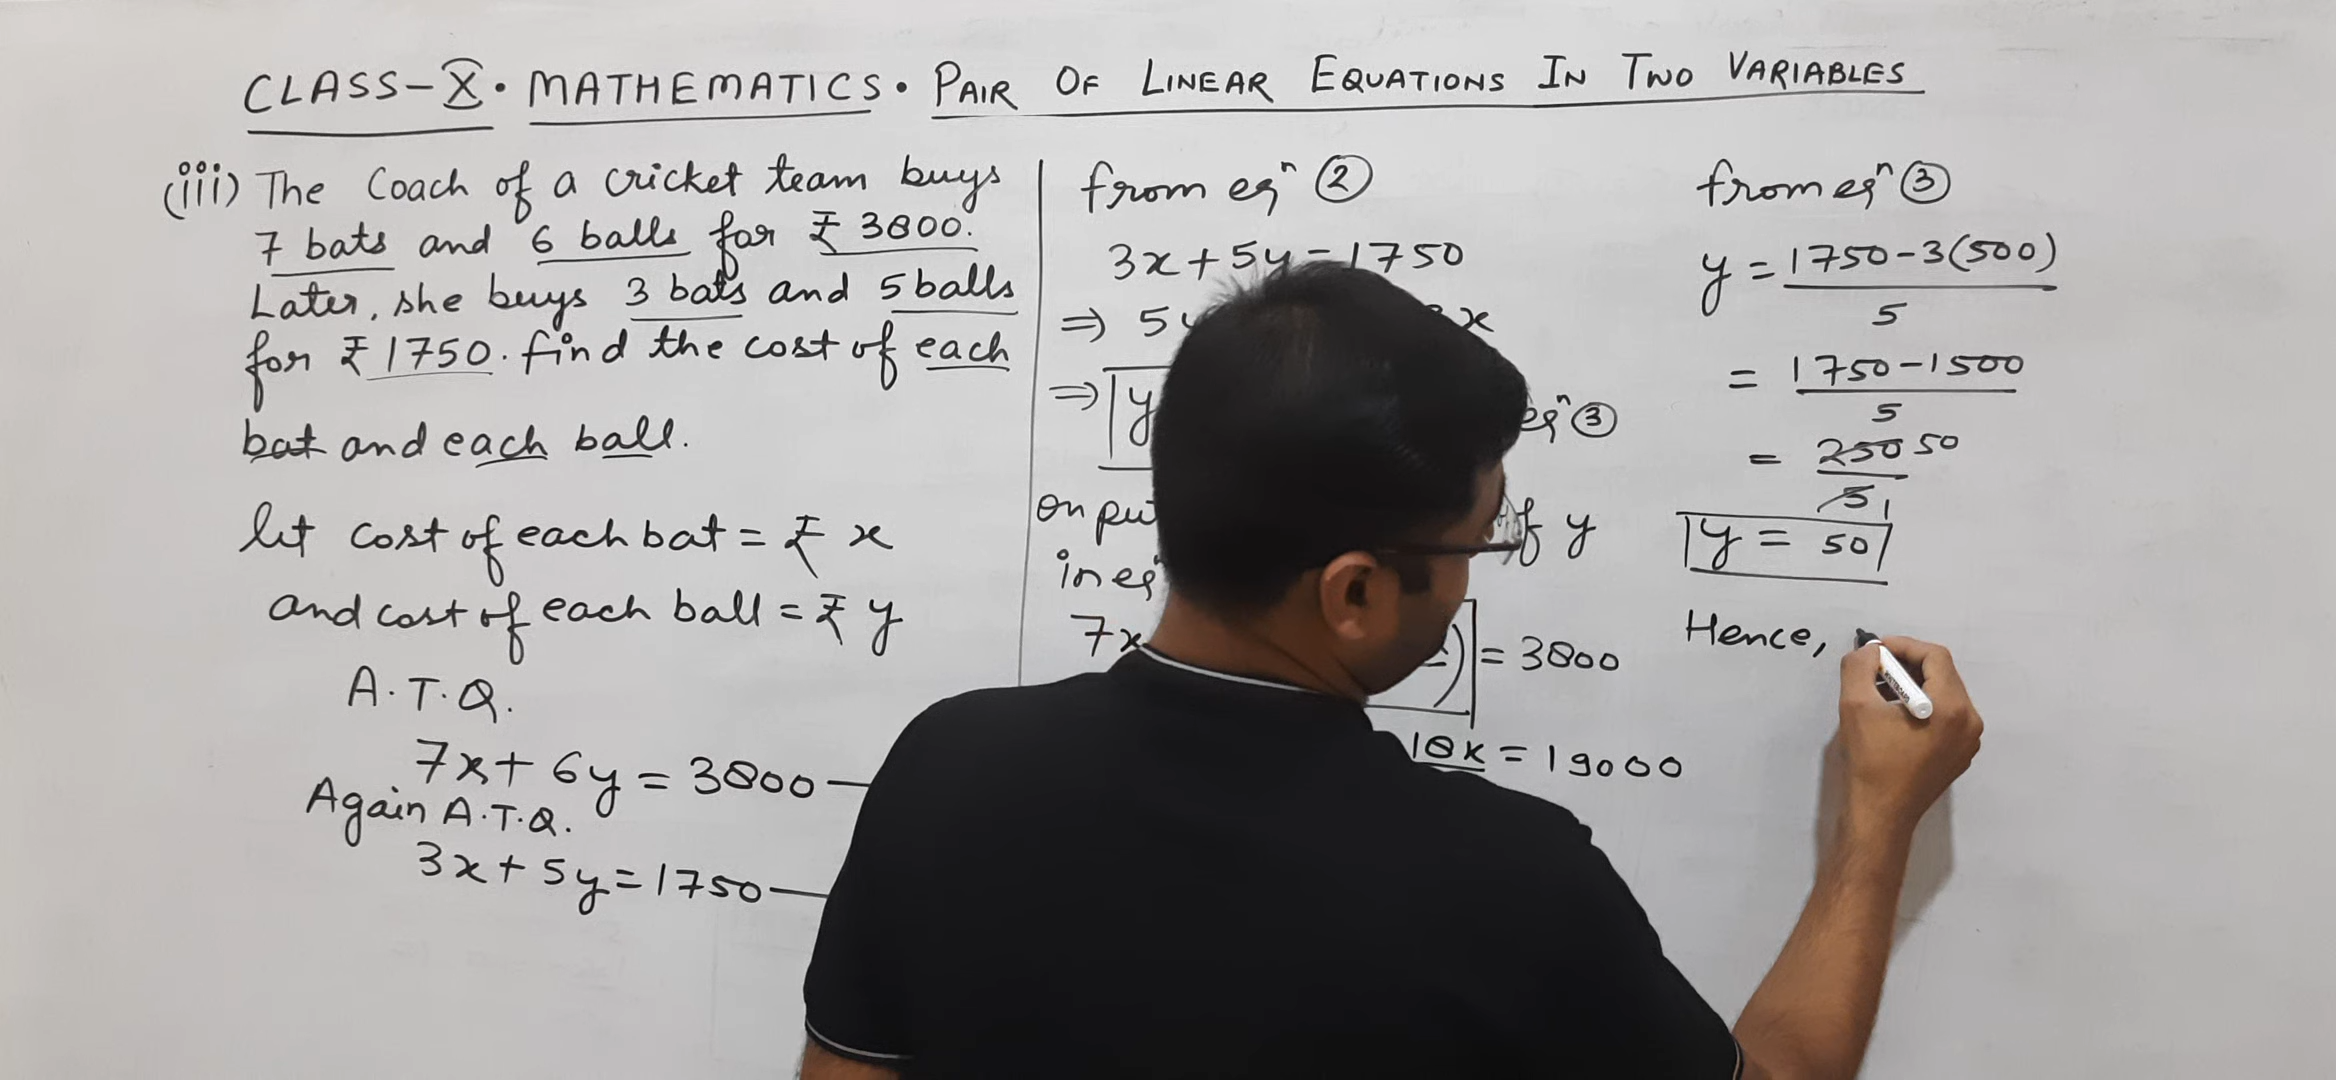 CLASS-X • MATHEMATICS • PAIR OF LINEAR EQUATIONS IN TWO VARIABLES
(iii) The Coach of a cricket team buys
7 bats and 6 balls for ₹ 3800.
Later, she buys 3 bats and 5 balls
for ₹ 1750. find the cost of each
bat and each ball.
let cost of each bat = ₹ x
and cost of each ball = ₹ y
A.T.Q.
7x + 6y = 3800
Again A.T.Q.
3x + 5y = 1750
from eqⁿ ②
3x + 5y = 1750
⇒ 5y x
⇒ y eqⁿ ③
on of y
in
7x = 3800
18x = 19000
from eqⁿ ③
y = 1750 - 3(500)
5
= 1750 - 1500
5
= 250 50
5 1
y = 50
Hence,